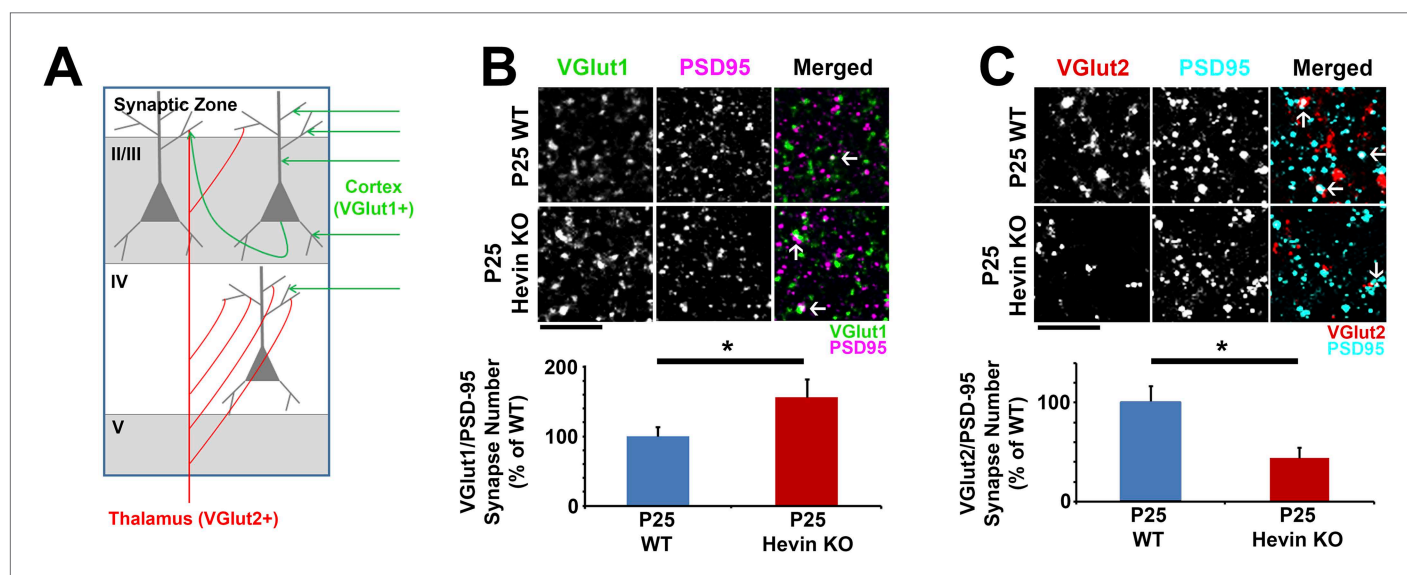 A
Synaptic Zone
II/III
Cortex
(VGlut1+)
IV
V
Thalamus (VGlut2+)
B
VGlut1 PSD95 Merged
P25 WT
P25
Hevin KO
VGlut1
PSD95
*
VGlut1/PSD-95
Synapse Number
(% of WT)
200
100
0
P25 P25
WT Hevin KO
C
VGlut2 PSD95 Merged
P25 WT
P25
Hevin KO
VGlut2
PSD95
*
VGlut2/PSD-95
Synapse Number
(% of WT)
100
0
P25 P25
WT Hevin KO